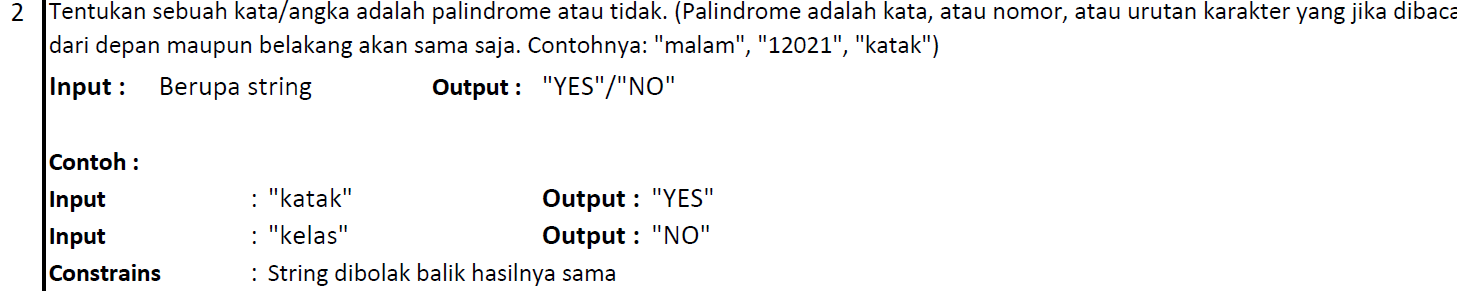 2 Tentukan sebuah kata/angka adalah palindrome atau tidak. (Palindrome adalah kata, atau nomor, atau urutan karakter yang jika dibaca
dari depan maupun belakang akan sama saja. Contohnya: "malam", "12021", "katak")
Input : Berupa string Output : "YES"/"NO"
Contoh :
Input : "katak" Output : "YES"
Input : "kelas" Output : "NO"
Constrains : String dibolak balik hasilnya sama